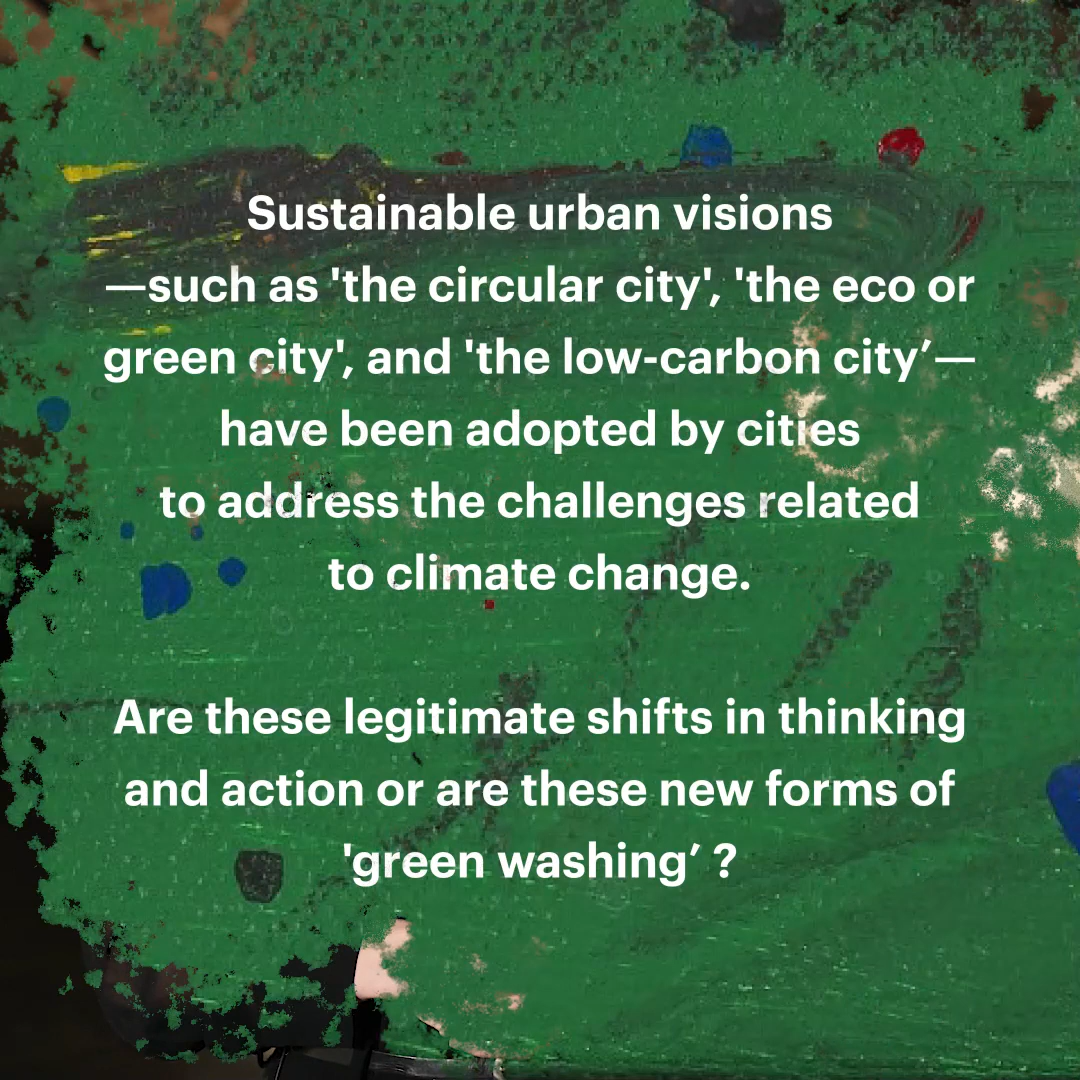 Sustainable urban visions
—such as 'the circular city', 'the eco or
green city', and 'the low-carbon city’—
have been adopted by cities
to address the challenges related
to climate change.
Are these legitimate shifts in thinking
and action or are these new forms of
'green washing’ ?